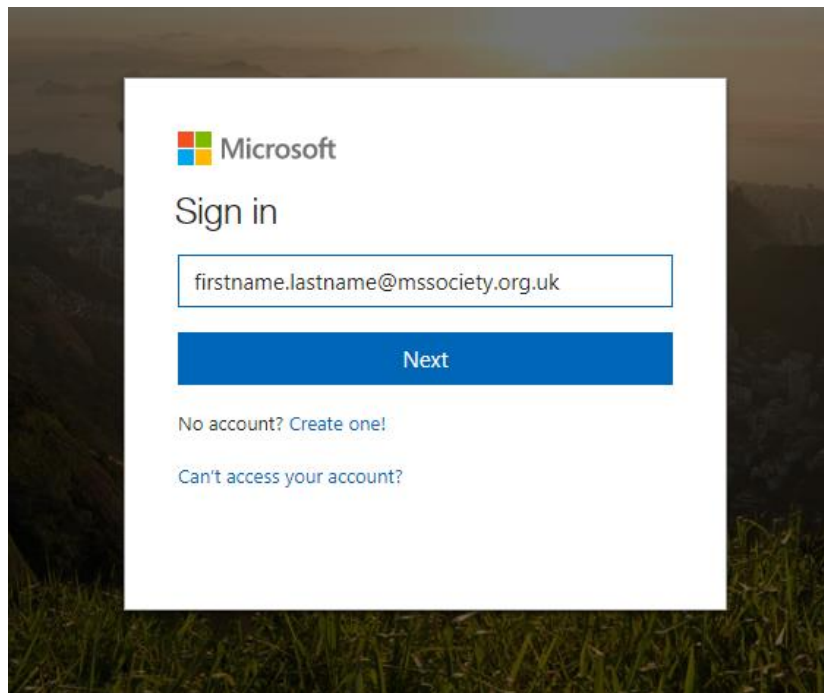 Microsoft
Sign in
firstname.lastname@mssociety.org.uk
Next
No account? Create one!
Can't access your account?